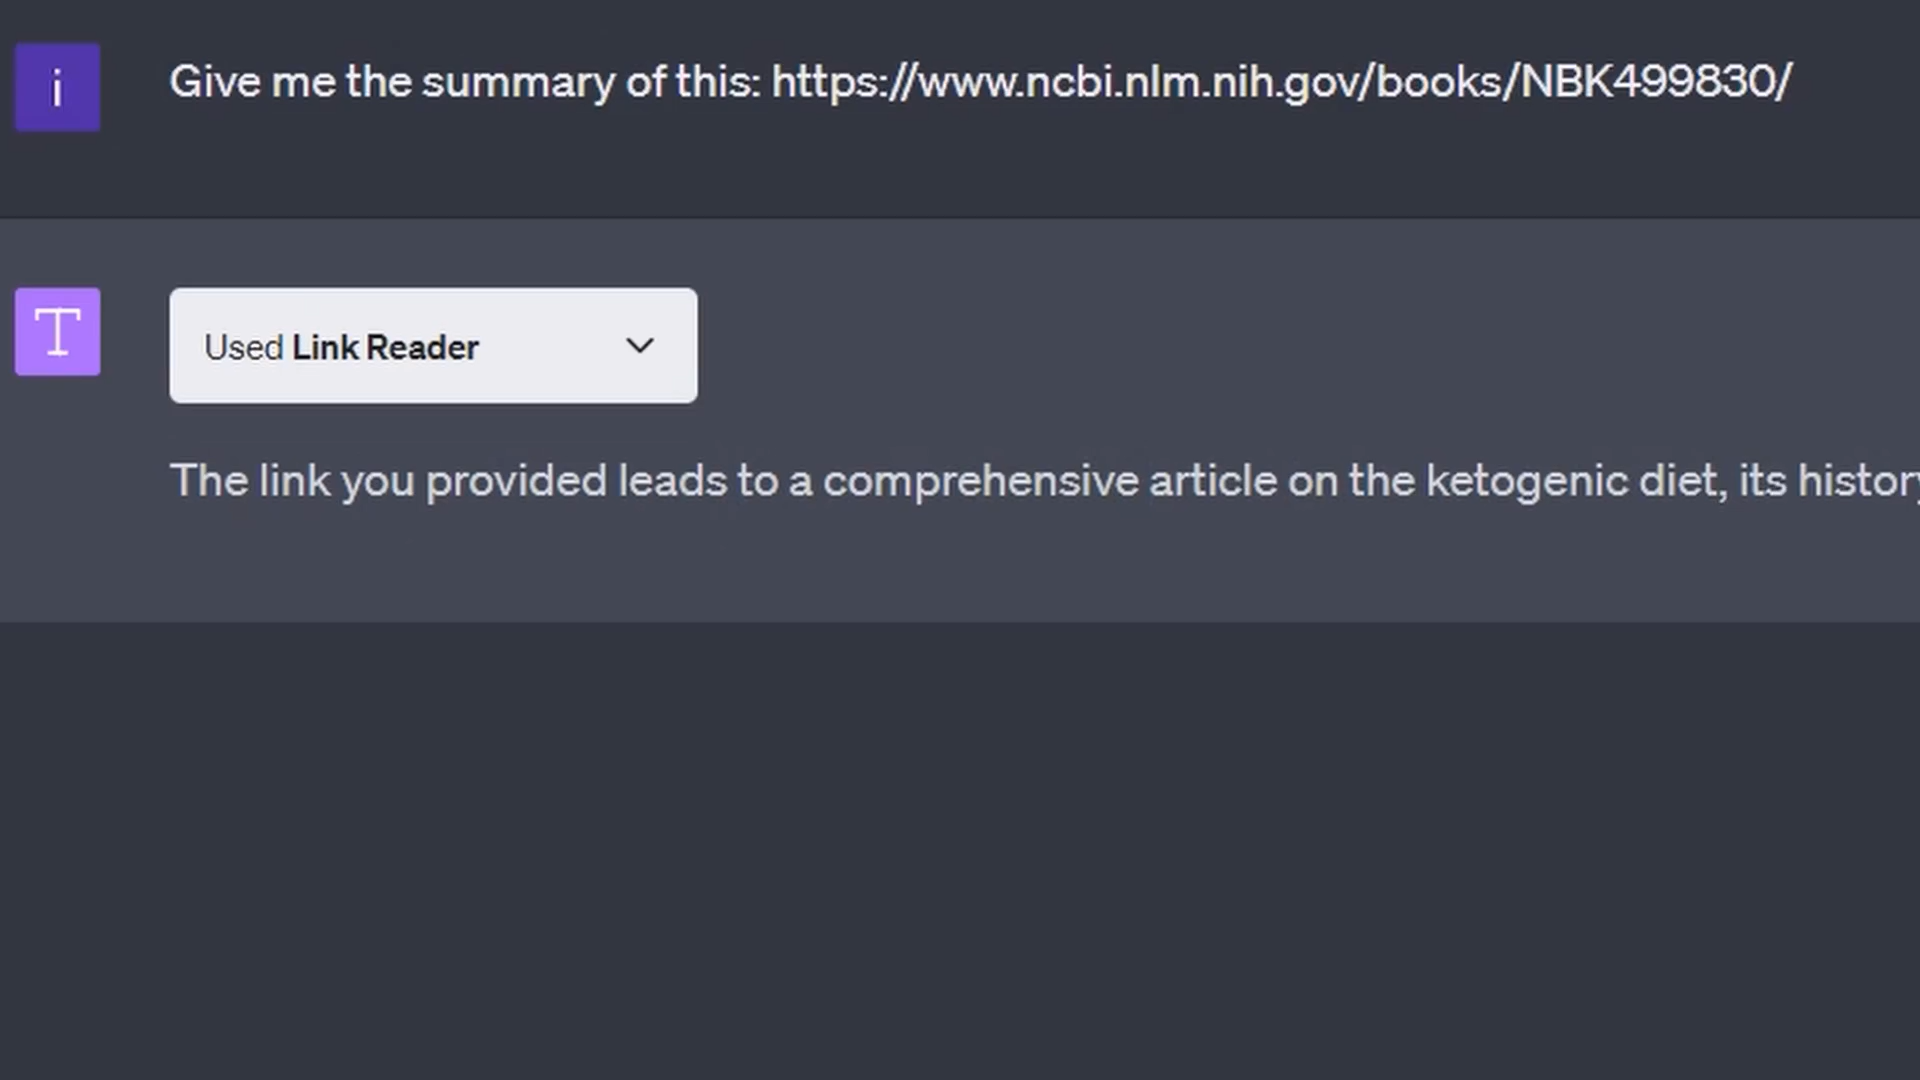 i
Give me the summary of this: https://www.ncbi.nlm.nih.gov/books/NBK499830/
T
Used Link Reader
The link you provided leads to a comprehensive article on the ketogenic diet, its history